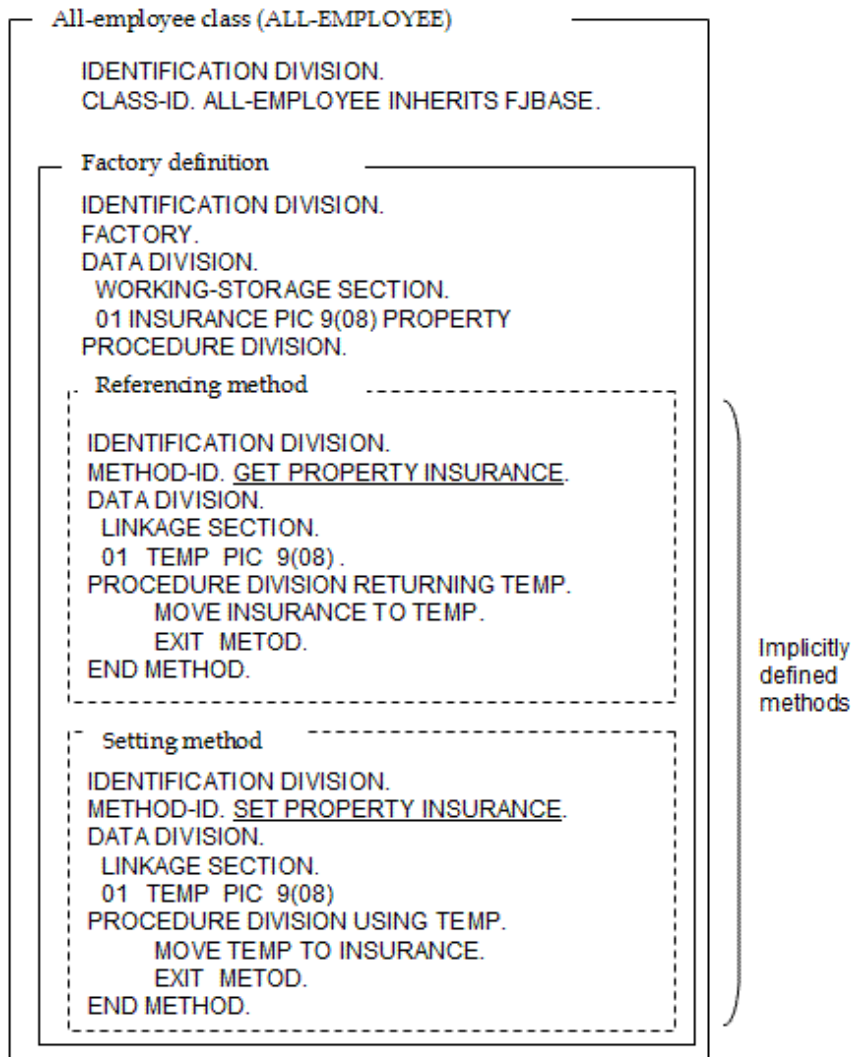 All-employee class (ALL-EMPLOYEE)
IDENTIFICATION DIVISION.
CLASS-ID. ALL-EMPLOYEE INHERITS FJBASE.
Factory definition
IDENTIFICATION DIVISION.
FACTORY.
DATA DIVISION.
WORKING-STORAGE SECTION.
01 INSURANCE PIC 9(08) PROPERTY
PROCEDURE DIVISION.
Referencing method
IDENTIFICATION DIVISION.
METHOD-ID. GET PROPERTY INSURANCE.
DATA DIVISION.
LINKAGE SECTION.
01 TEMP PIC 9(08) .
PROCEDURE DIVISION RETURNING TEMP.
MOVE INSURANCE TO TEMP.
EXIT METOD.
END METHOD.
Setting method
IDENTIFICATION DIVISION.
METHOD-ID. SET PROPERTY INSURANCE.
DATA DIVISION.
LINKAGE SECTION.
01 TEMP PIC 9(08)
PROCEDURE DIVISION USING TEMP.
MOVE TEMP TO INSURANCE.
EXIT METOD.
END METHOD.
Implicitly
defined
methods